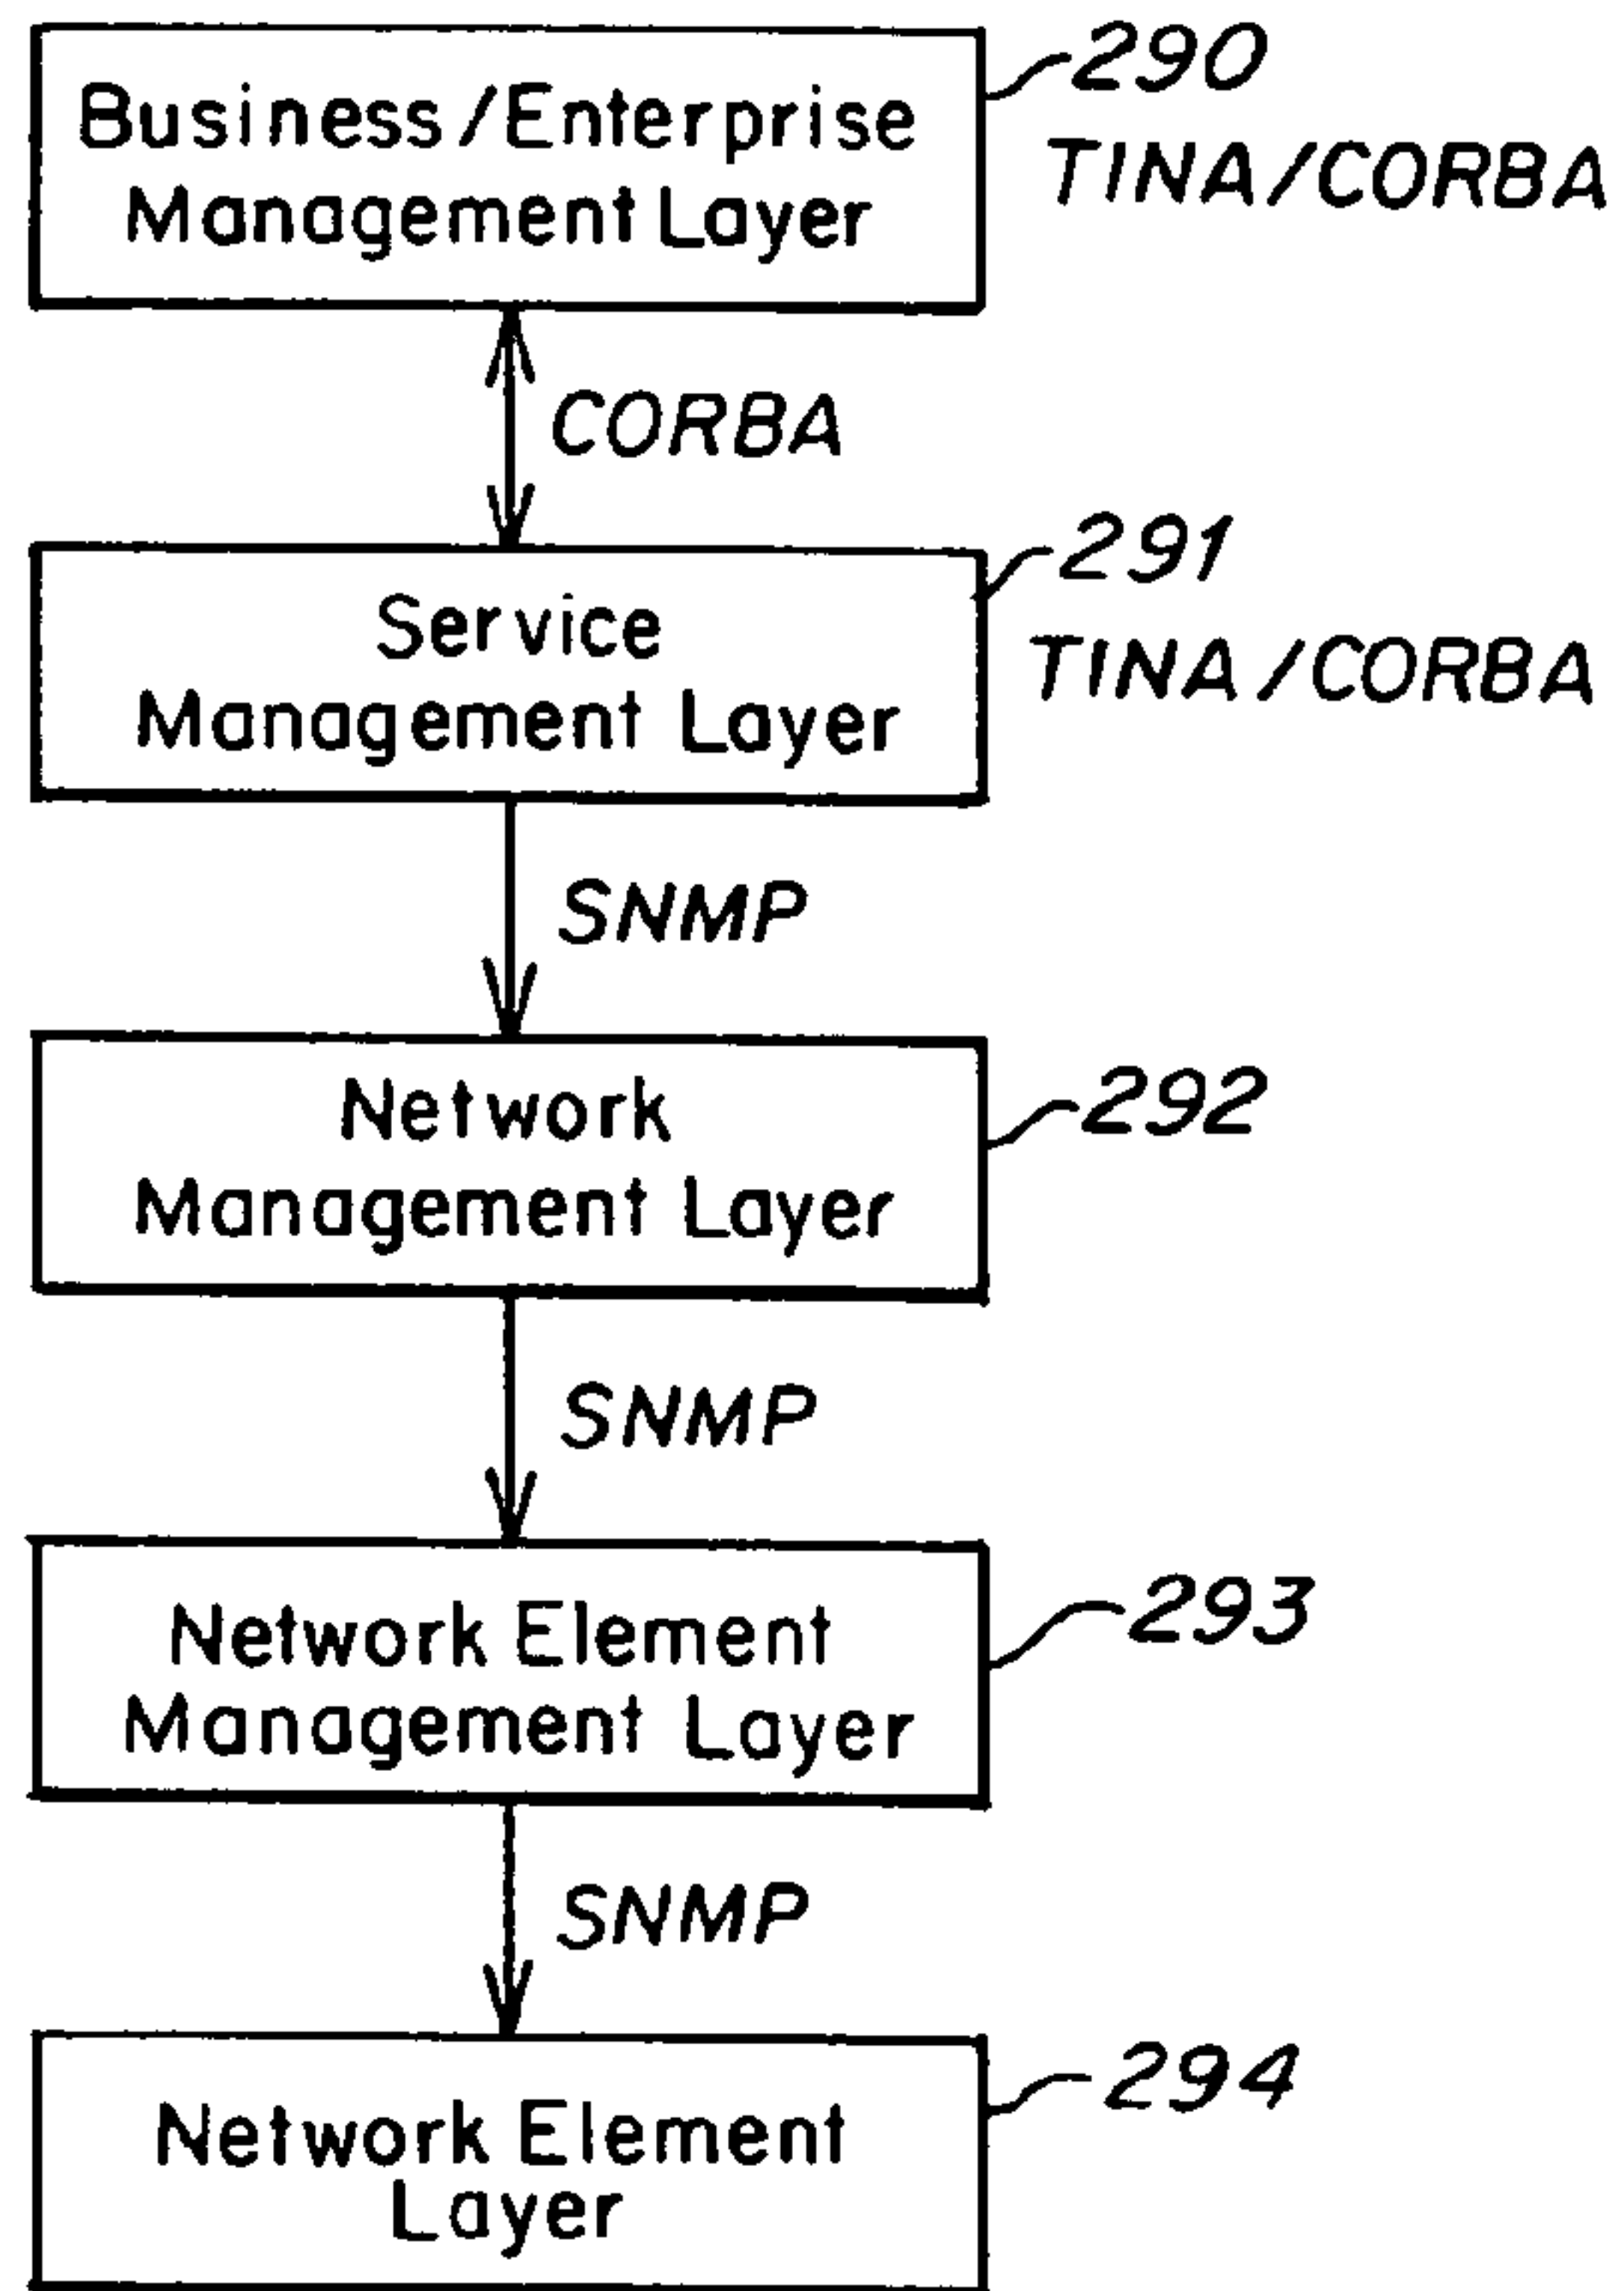 290
Business/Enterprise
Management Layer
TINA/CORBA
CORBA
291
Service
Management Layer
TINA/CORBA
SNMP
292
Network
Management Layer
SNMP
293
Network Element
Management Layer
SNMP
294
Network Element
Layer